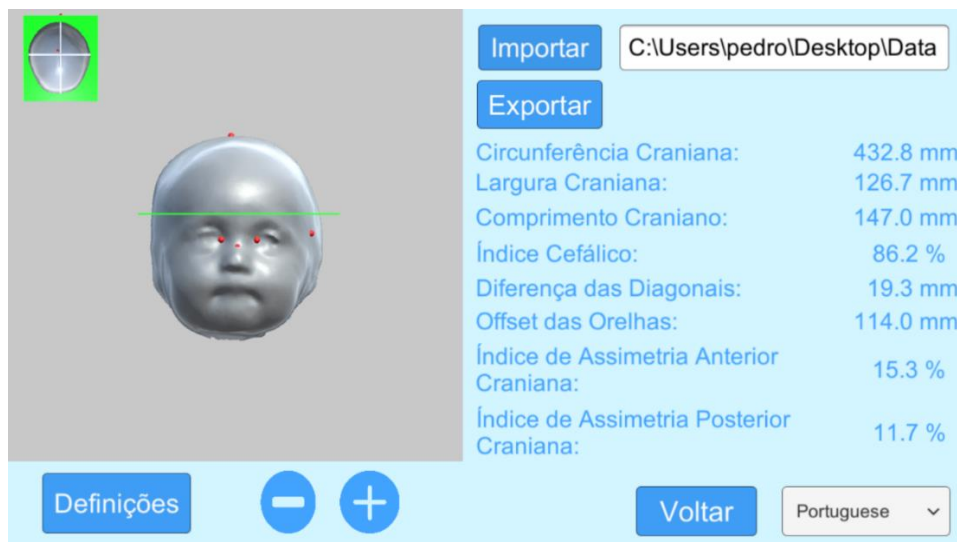 Importar
C:\Users\pedro\Desktop\Data
Exportar
Circunferência Craniana: 432.8 mm
Largura Craniana: 126.7 mm
Comprimento Craniano: 147.0 mm
Índice Cefálico: 86.2 %
Diferença das Diagonais: 19.3 mm
Offset das Orelhas: 114.0 mm
Índice de Assimetria Anterior
Craniana: 15.3 %
Índice de Assimetria Posterior
Craniana: 11.7 %
Definições
Voltar
Portuguese